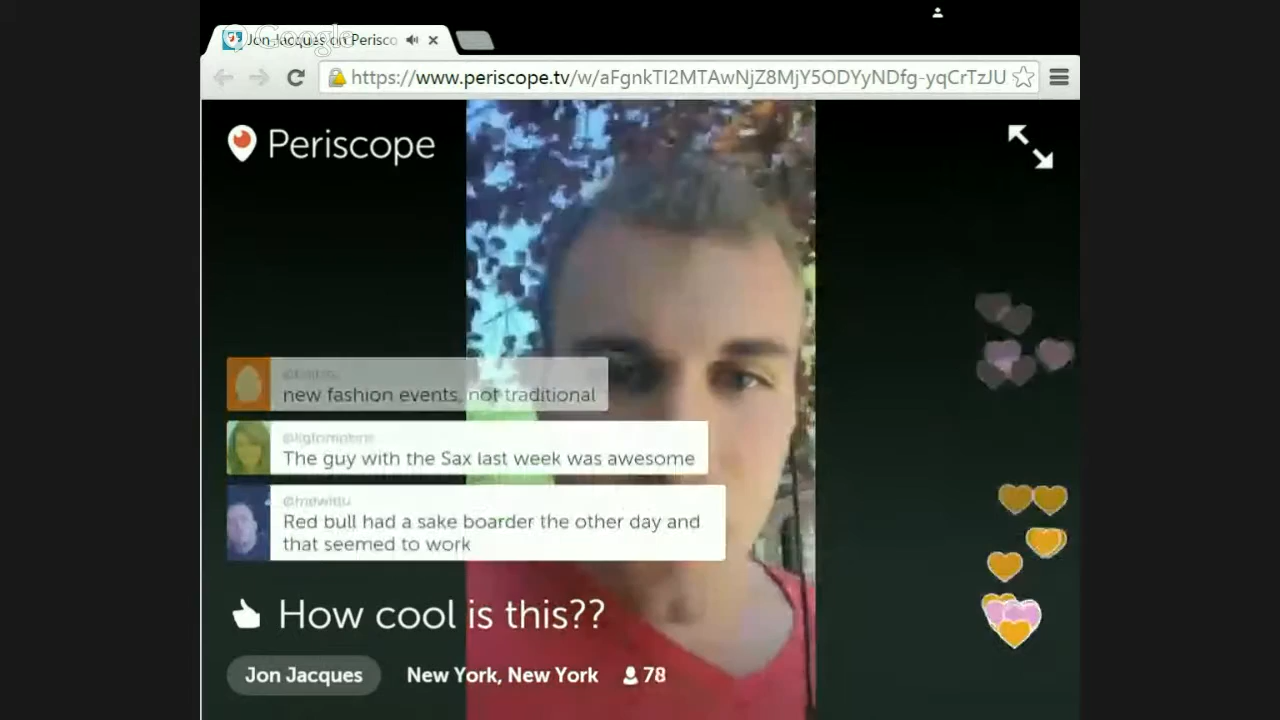 Google
Jon Jacques on Perisco
https://www.periscope.tv/w/aFgnkTI2MTAwNjZ8MjY5ODYyNDfg-yqCrTzJU
Periscope
new fashion events, not traditional
The guy with the Sax last week was awesome
Red bull had a sake boarder the other day and
that seemed to work
How cool is this??
Jon Jacques New York, New York 78